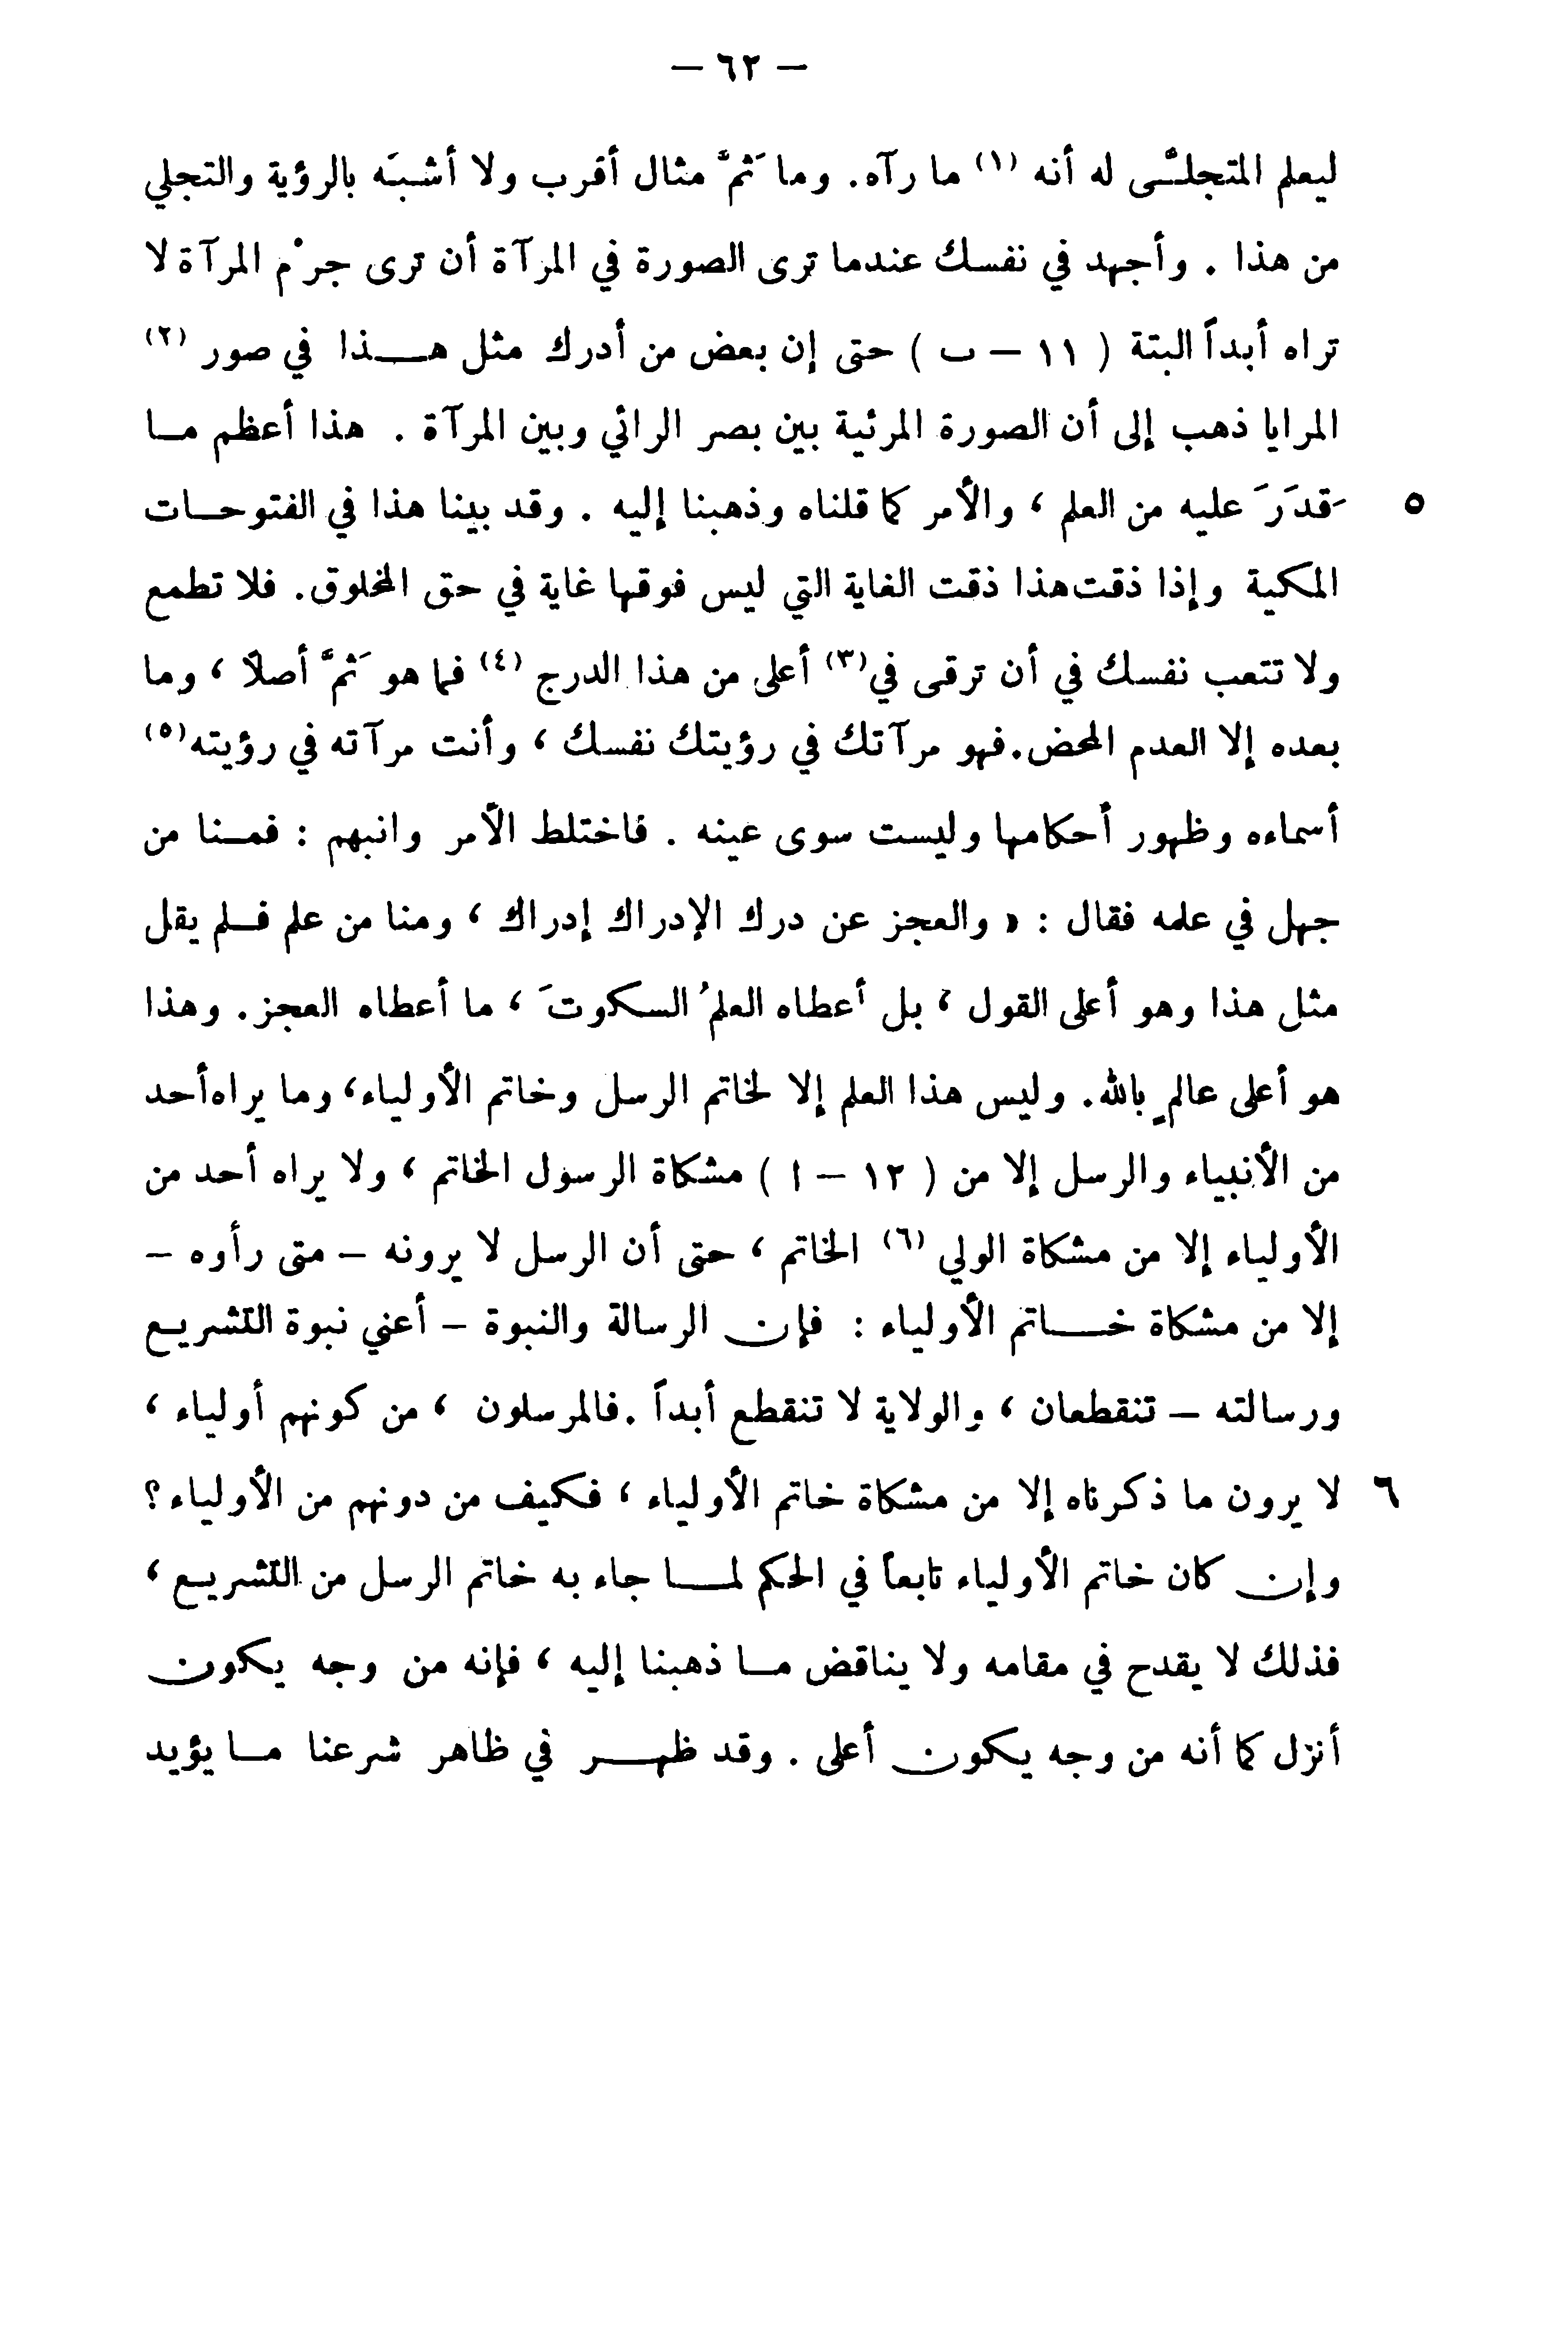 — ٦٢ —
ليعلم المتجلَّى له أنه (١) ما رآه. وما ثَمَّ مثال أقرب ولا أشبَه بالرؤية والتجلي
من هذا . وأجهد في نفسك عندما ترى الصورة في المرآة أن ترى جرْم المرآة لا
تراه أبداً البتة ( ١١ — ب ) حتى إن بعض من أدرك مثل هـــذا في صور (٢)
المرايا ذهب إلى أن الصورة المرئية بين بصر الرائي وبين المرآة . هذا أعظم مـا
٥ قَدَرَ عليه من العلم ، والأمر كما قلناه وذهبنا إليه . وقد بينا هذا في الفتوحـات
المكية وإذا ذقت هذا ذقت الغاية التي ليس فوقها غاية في حق المخلوق. فلا تطمع
ولا تتعب نفسك في أن ترقى في(٣) أعلى من هذا الدرج (٤) فما هو ثَمَّ أصلاً ، وما
بعده إلا العدم المحض.فهو مرآتك في رؤيتك نفسك ، وأنت مرآته في رؤيته(٥)
أسماءه وظهور أحكامها وليست سوى عينه . فاختلط الأمر وانبهم : فمـنا من
جهل في علمه فقال : « والعجز عن درك الإدراك إدراك ، ومنا من علم فـلم يقل
مثل هذا وهو أعلى القول ، بل أعطاه العلمُ السكوتَ ، ما أعطاه العجز. وهذا
هو أعلى عالمٍ بالله. وليس هذا العلم إلا لخاتم الرسل وخاتم الأولياء، وما يراه أحد
من الأنبياء والرسل إلا من ( ١٢ — ا ) مشكاة الرسول الخاتم ، ولا يراه أحد من
الأولياء إلا من مشكاة الولي (٦) الخاتم ، حتى أن الرسل لا يرونه – متى رأوه –
إلا من مشكاة خـــاتم الأولياء : فإن الرسالة والنبوة – أعني نبوة التشريـع
ورسالته – تنقطعان ، والولاية لا تنقطع أبداً .فالمرسلون ، من كونهم أولياء ،
٦ لا يرون ما ذكرناه إلا من مشكاة خاتم الأولياء ، فكيف من دونهم من الأولياء؟
وإن كان خاتم الأولياء تابعاً في الحكم لمـــا جاء به خاتم الرسل من التشريـع ،
فذلك لا يقدح في مقامه ولا يناقض مـا ذهبنا إليه ، فإنه من وجه يكون
أنزل كما أنه من وجه يكون أعلى . وقد ظهـــر في ظاهر شرعنا مـا يؤيد